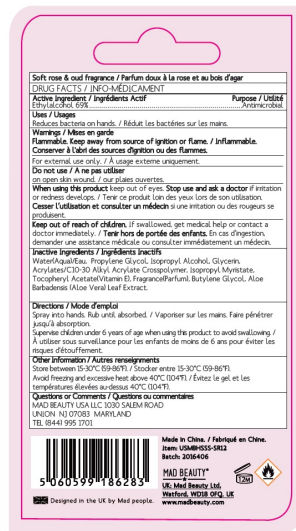 Soft rose & oud fragrance / Parfum doux à la rose et au bois d'agar
DRUG FACTS / INFO-MÉDICAMENT
Active Ingredient / Ingrédients Actif Purpose / Utilité
Ethylalcohol 69%..........Antimicrobial
Uses / Usages
Reduces bacteria on hands. / Réduit les bactéries sur les mains.
Warnings / Mises en garde
Flammable. Keep away from source of ignition or flame. / Inflammable.
Conserver à l'abri des sources d'ignition ou des flammes.
For external use only. / À usage externe uniquement.
Do not use / A ne pas utiliser
on open skin wound. / our plaies ouvertes.
When using this product keep out of eyes. Stop use and ask a doctor if irritation
or redness develops. / Tenir ce produit loin des yeux lors de son utilisation.
Cesser l'utilisation et consulter un médecin si une irritation ou des rougeurs se
produisent.
Keep out of reach of children. If swallowed, get medical help or contact a
doctor immediately. / Tenir hors de portée des enfants. En cas d'ingestion,
demander une assistance médicale ou consulter immédiatement un médecin.
Inactive Ingredients / Ingrédients Inactifs
Water(Aqua)/Eau, Propylene Glycol, Isopropyl Alcohol, Glycerin,
Acrylates/C10-30 Alkyl Acrylate Crosspolymer, Isopropyl Myristate,
Tocopheryl Acetate(Vitamin E), Fragrance(Parfum), Butylene Glycol, Aloe
Barbadensis (Aloe Vera) Leaf Extract.
Directions / Mode d'emploi
Spray into hands. Rub until absorbed. / Vaporiser sur les mains. Faire pénétrer
jusqu'à absorption.
Supervise children under 6 years of age when using this product to avoid swallowing. /
À utiliser sous surveillance pour les enfants de moins de 6 ans pour éviter les
risques d'étouffement.
Other Information / Autres renseignments
Store between 15-30°C (59-86°F). / Stocker entre 15-30°C (59-86°F).
Avoid freezing and excessive heat above 40°C (104°F). / Évitez le gel et les
températures élevées au-dessus 40°C (104°F).
Questions or Comments / Questions ou commentaires
MAD BEAUTY USA LLC 1030 SALEM ROAD
UNION NJ 07083 MARYLAND
TEL (844) 995 1701
Made in China. / Fabriqué en Chine.
Item: USMBHSSS-SR12
Batch: 2016406
MAD BEAUTY
12M
UK: Mad Beauty Ltd,
Watford, WD18 0FQ, UK
www.madbeauty.com
5 060599 186283
Designed in the UK by Mad people.